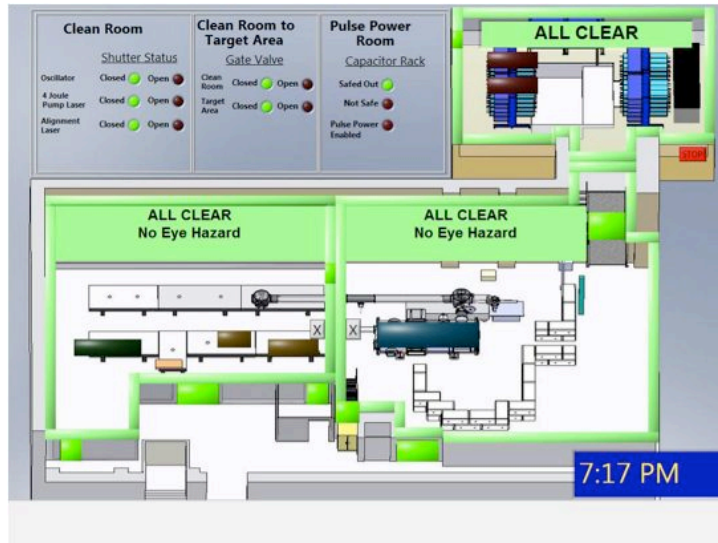 Clean Room
Shutter Status
Oscillator Closed Open
4 Joule
Pump Laser Closed Open
Alignment
Laser Closed Open
Clean Room to
Target Area
Gate Valve
Clean
Room Closed Open
Target
Area Closed Open
Pulse Power
Room
Capacitor Rack
Safed Out
Not Safe
Pulse Power
Enabled
ALL CLEAR
STOP
ALL CLEAR
No Eye Hazard
ALL CLEAR
No Eye Hazard
X X
7:17 PM